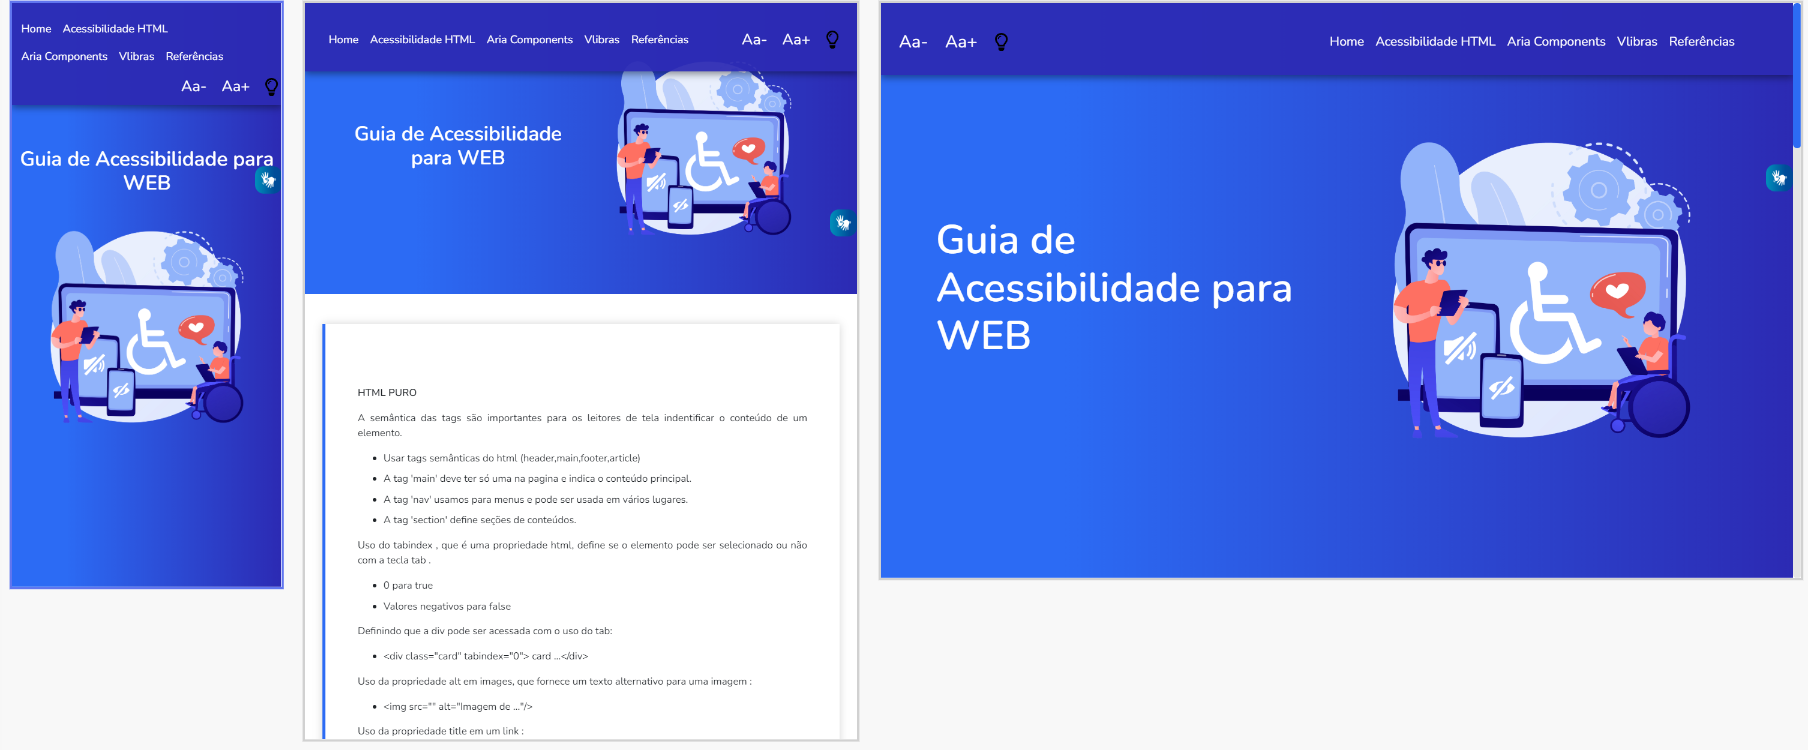 Home Acessibilidade HTML
Aria Components Vlibras Referências
Aa- Aa+
Guia de Acessibilidade para
WEB
Home Acessibilidade HTML Aria Components Vlibras Referências Aa- Aa+
Guia de Acessibilidade
para WEB
HTML PURO
A semântica das tags são importantes para os leitores de tela indentificar o conteúdo de um
elemento.
Usar tags semânticas do html (header,main,footer,article)
A tag 'main' deve ter só uma na pagina e indica o conteúdo principal.
A tag 'nav' usamos para menus e pode ser usada em vários lugares.
A tag 'section' define seções de conteúdos.
Uso do tabindex , que é uma propriedade html, define se o elemento pode ser selecionado ou não
com a tecla tab .
0 para true
Valores negativos para false
Definindo que a div pode ser acessada com o uso do tab:
<div class="card" tabindex="0"> card ...</div>
Uso da propriedade alt em images, que fornece um texto alternativo para uma imagem :
<img src="" alt="Imagem de ..."/>
Uso da propriedade title em um link :
Aa- Aa+ Home Acessibilidade HTML Aria Components Vlibras Referências
Guia de
Acessibilidade para
WEB